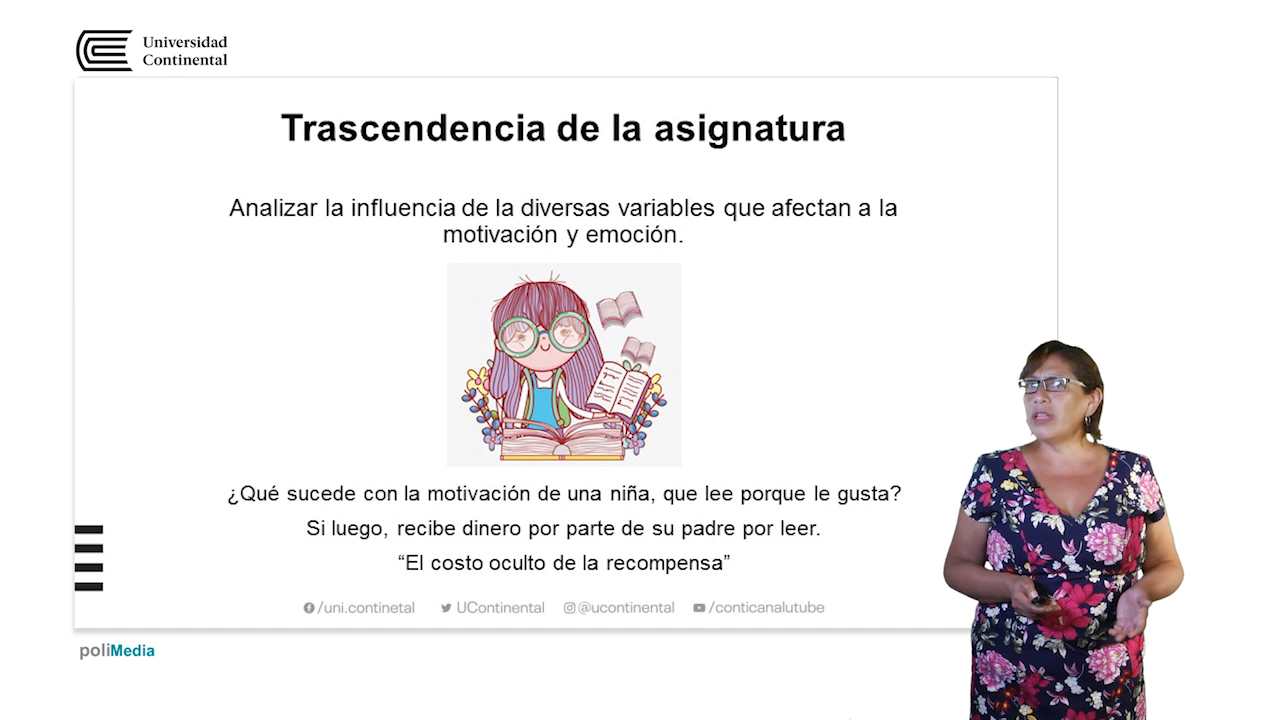 Universidad
Continental
Trascendencia de la asignatura
Analizar la influencia de la diversas variables que afectan a la
motivación y emoción.
¿Qué sucede con la motivación de una niña, que lee porque le gusta?
Si luego, recibe dinero por parte de su padre por leer.
“El costo oculto de la recompensa”
/uni.continetal UContinental @ucontinental /conticanalutube
poliMedia